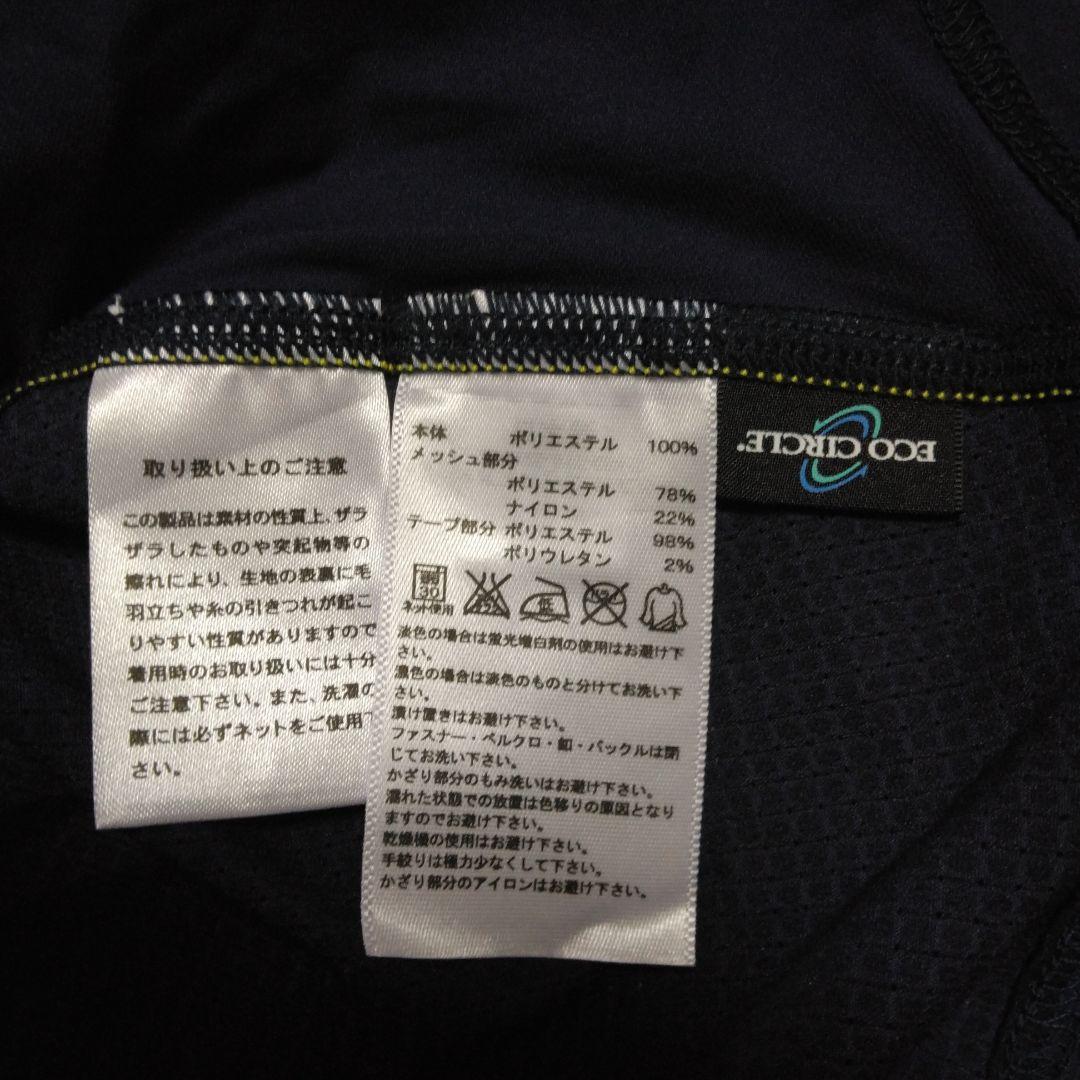 取り扱い上のご注意
この製品は素材の性質上、ザラ
ザラしたものや突起物等の
擦れにより、生地の表裏に毛
羽立ちや糸の引きつれが起こ
りやすい性質がありますので
着用時のお取り扱いには十分
ご注意下さい。また、洗濯の
際には必ずネットをご使用下
さい。
本体 ポリエステル 100%
メッシュ部分
ポリエステル 78%
ナイロン 22%
テープ部分 ポリエステル 98%
ポリウレタン 2%
弱
30
ネット使用
低
淡色の場合は蛍光増白剤の使用はお避け下
さい。
濃色の場合は淡色のものと分けてお洗い下
さい。
漬け置きはお避け下さい。
ファスナー・ベルクロ・釦・バックルは閉
じてお洗い下さい。
かざり部分のもみ洗いはお避け下さい。
濡れた状態での放置は色移りの原因となり
ますのでお避け下さい。
乾燥機の使用はお避け下さい。
手絞りは極力少なくして下さい。
かざり部分のアイロンはお避け下さい。
ECO CIRCLE®